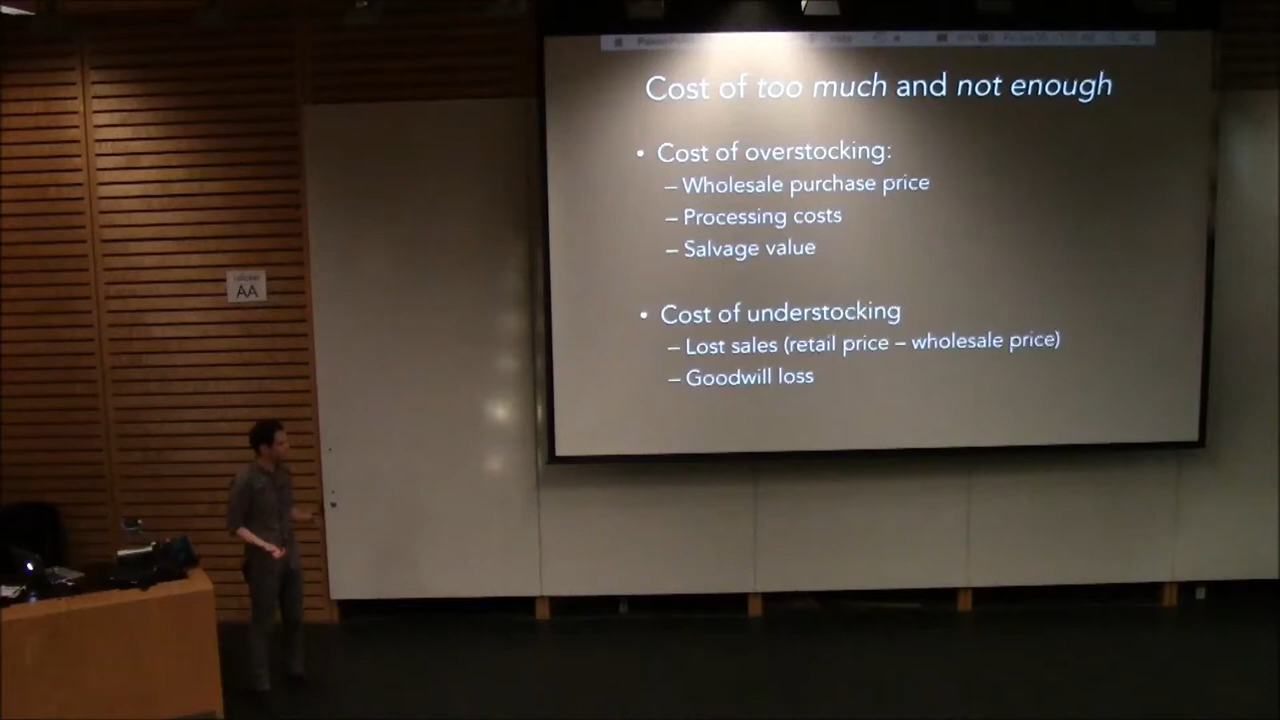 Cost of too much and not enough
• Cost of overstocking:
– Wholesale purchase price
– Processing costs
– Salvage value
• Cost of understocking
– Lost sales (retail price – wholesale price)
– Goodwill loss
AA